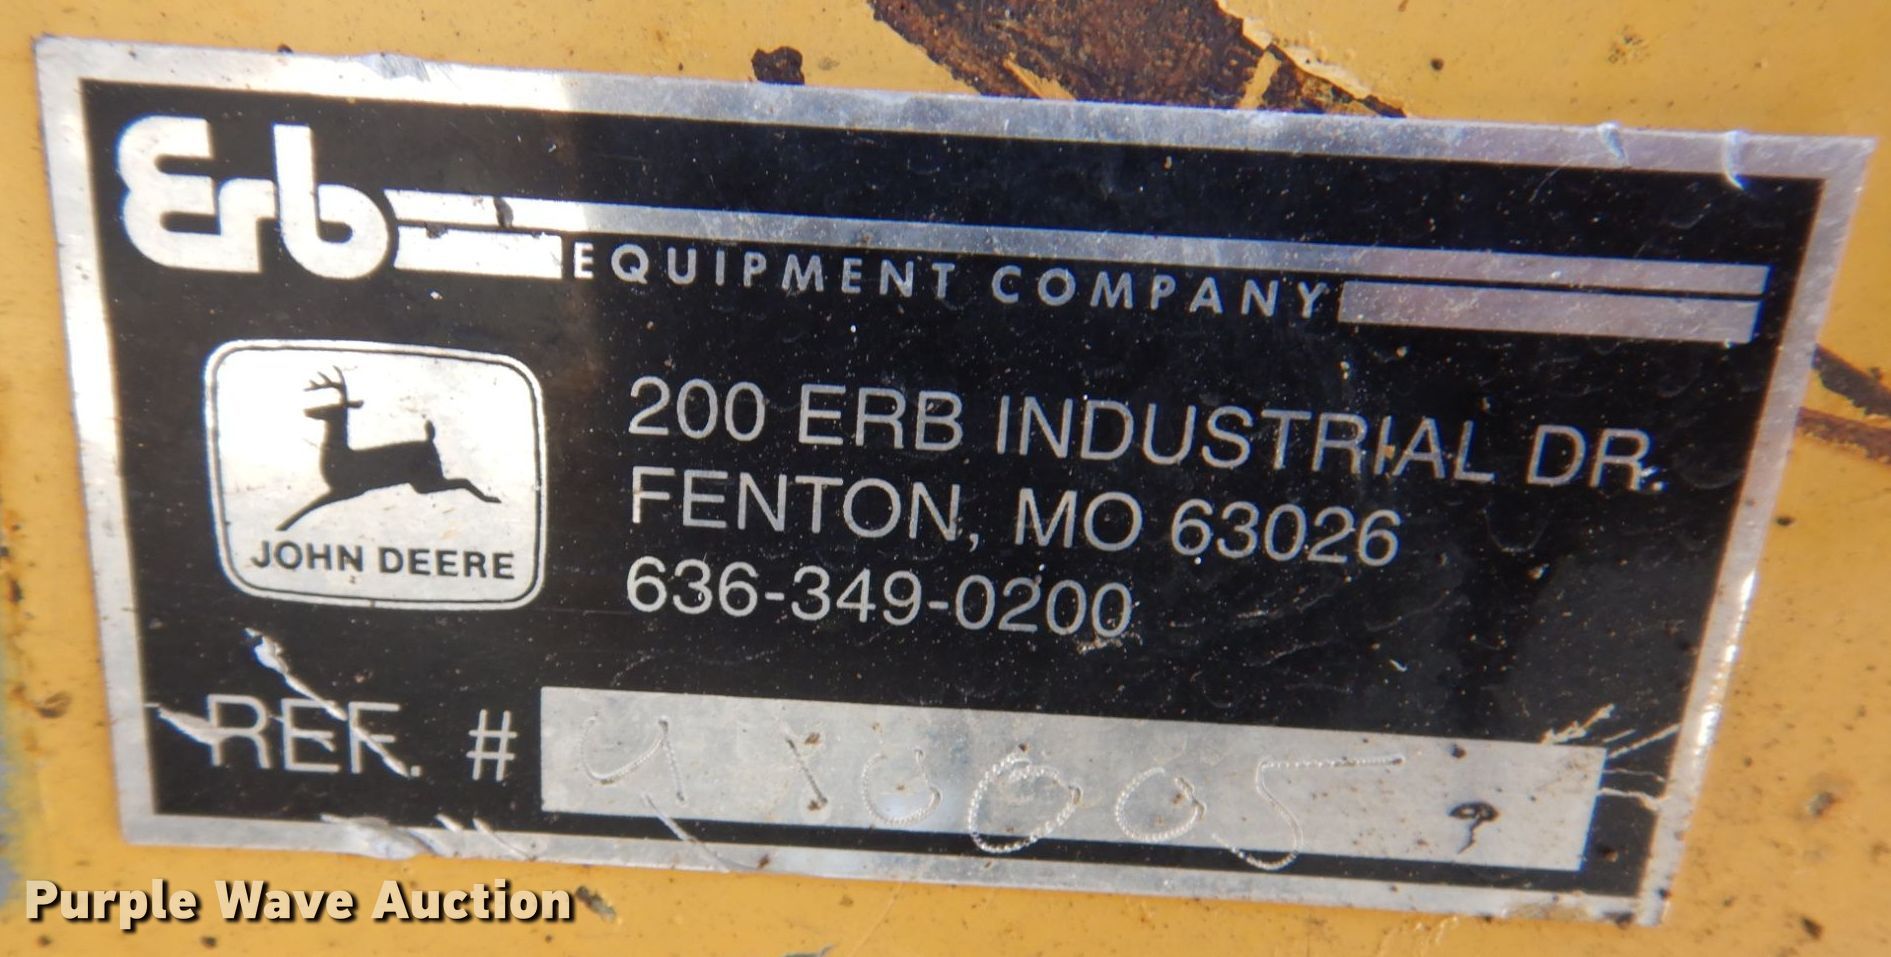 Erb
EQUIPMENT COMPANY
JOHN DEERE
200 ERB INDUSTRIAL DR.
FENTON, MO 63026
636-349-0200
REF. #
Purple Wave Auction